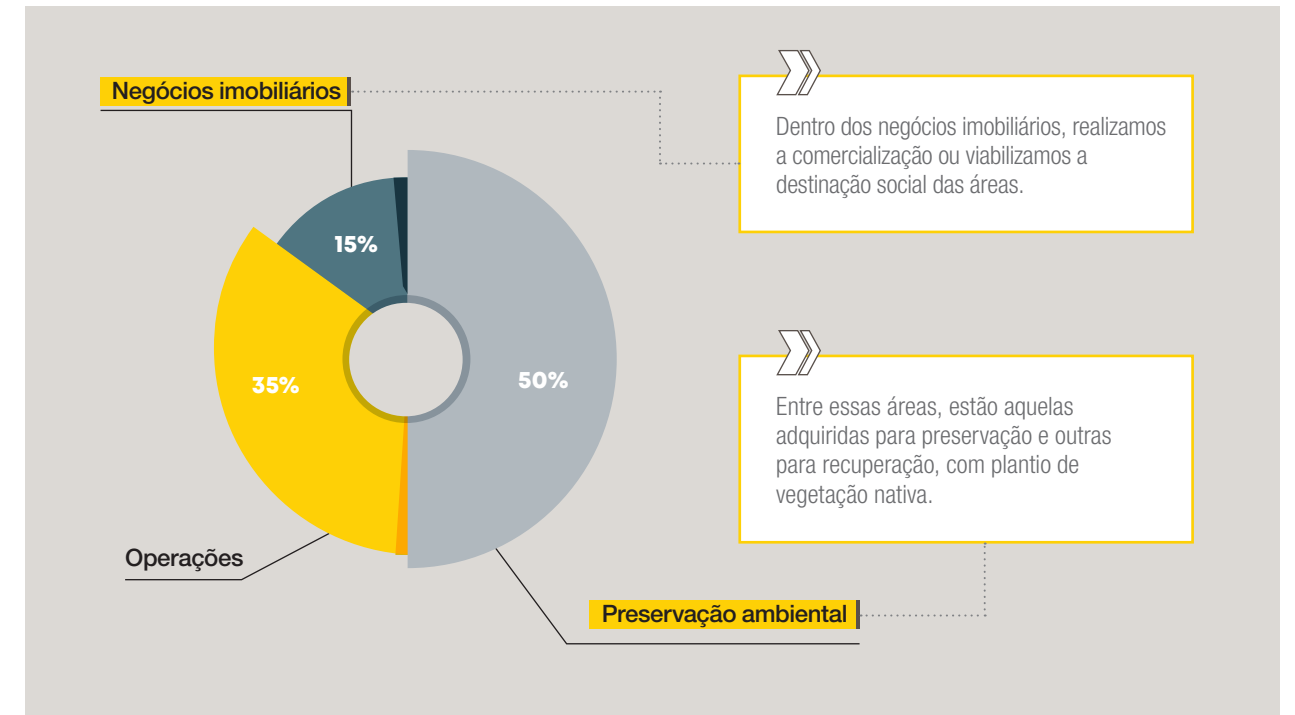 Negócios imobiliários
Dentro dos negócios imobiliários, realizamos
a comercialização ou viabilizamos a
destinação social das áreas.
15%
35%
50%
Entre essas áreas, estão aquelas
adquiridas para preservação e outras
para recuperação, com plantio de
vegetação nativa.
Operações
Preservação ambiental